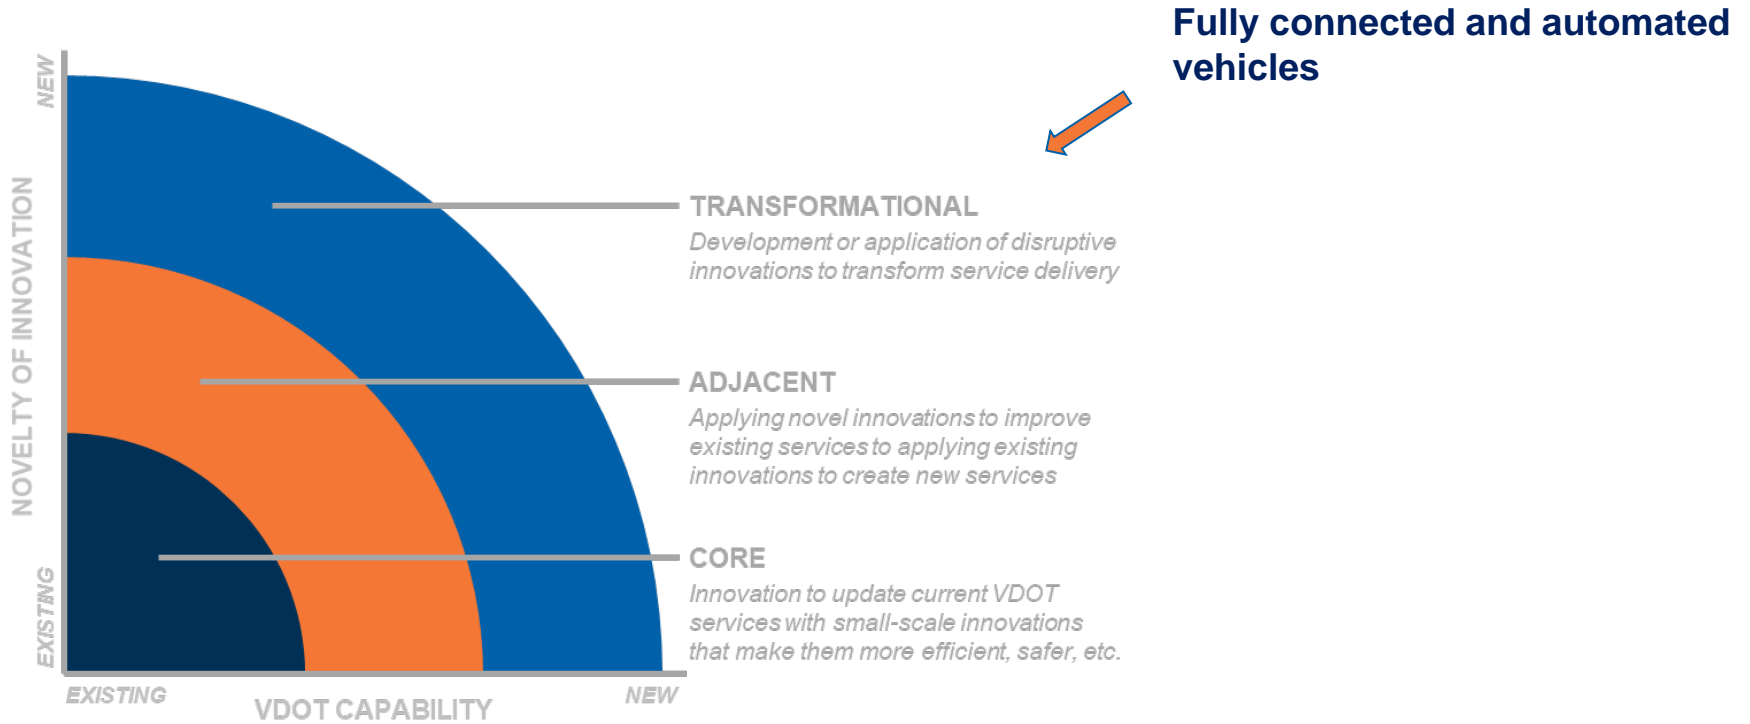 Fully connected and automated
vehicles
NEW
NOVELTY OF INNOVATION
EXISTING
TRANSFORMATIONAL
Development or application of disruptive
innovations to transform service delivery
ADJACENT
Applying novel innovations to improve
existing services to applying existing
innovations to create new services
CORE
Innovation to update current VDOT
services with small-scale innovations
that make them more efficient, safer, etc.
EXISTING
VDOT CAPABILITY
NEW